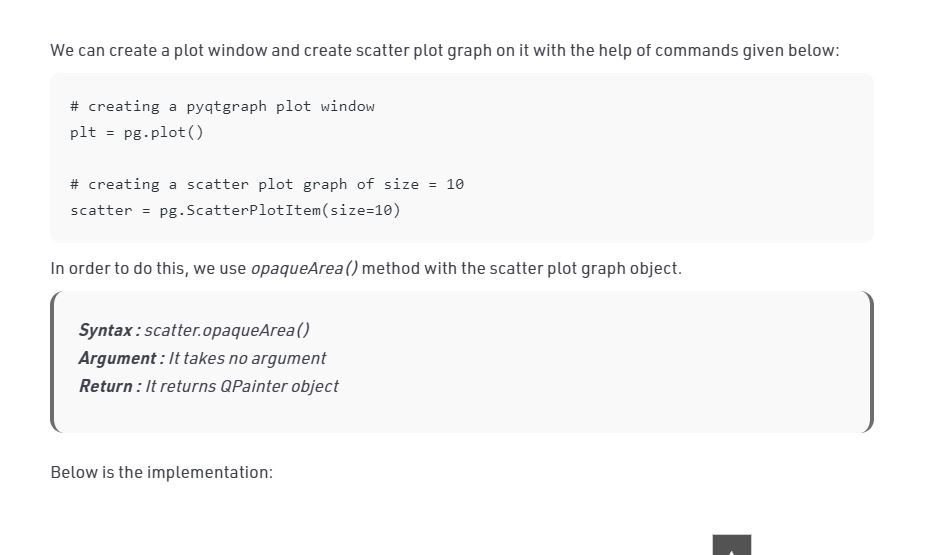 We can create a plot window and create scatter plot graph on it with the help of commands given below:
# creating a pyqtgraph plot window
plt = pg.plot()
# creating a scatter plot graph of size = 10
scatter = pg.ScatterPlotItem(size=10)
In order to do this, we use opaqueArea() method with the scatter plot graph object.
Syntax : scatter.opaqueArea()
Argument : It takes no argument
Return : It returns QPainter object
Below is the implementation: